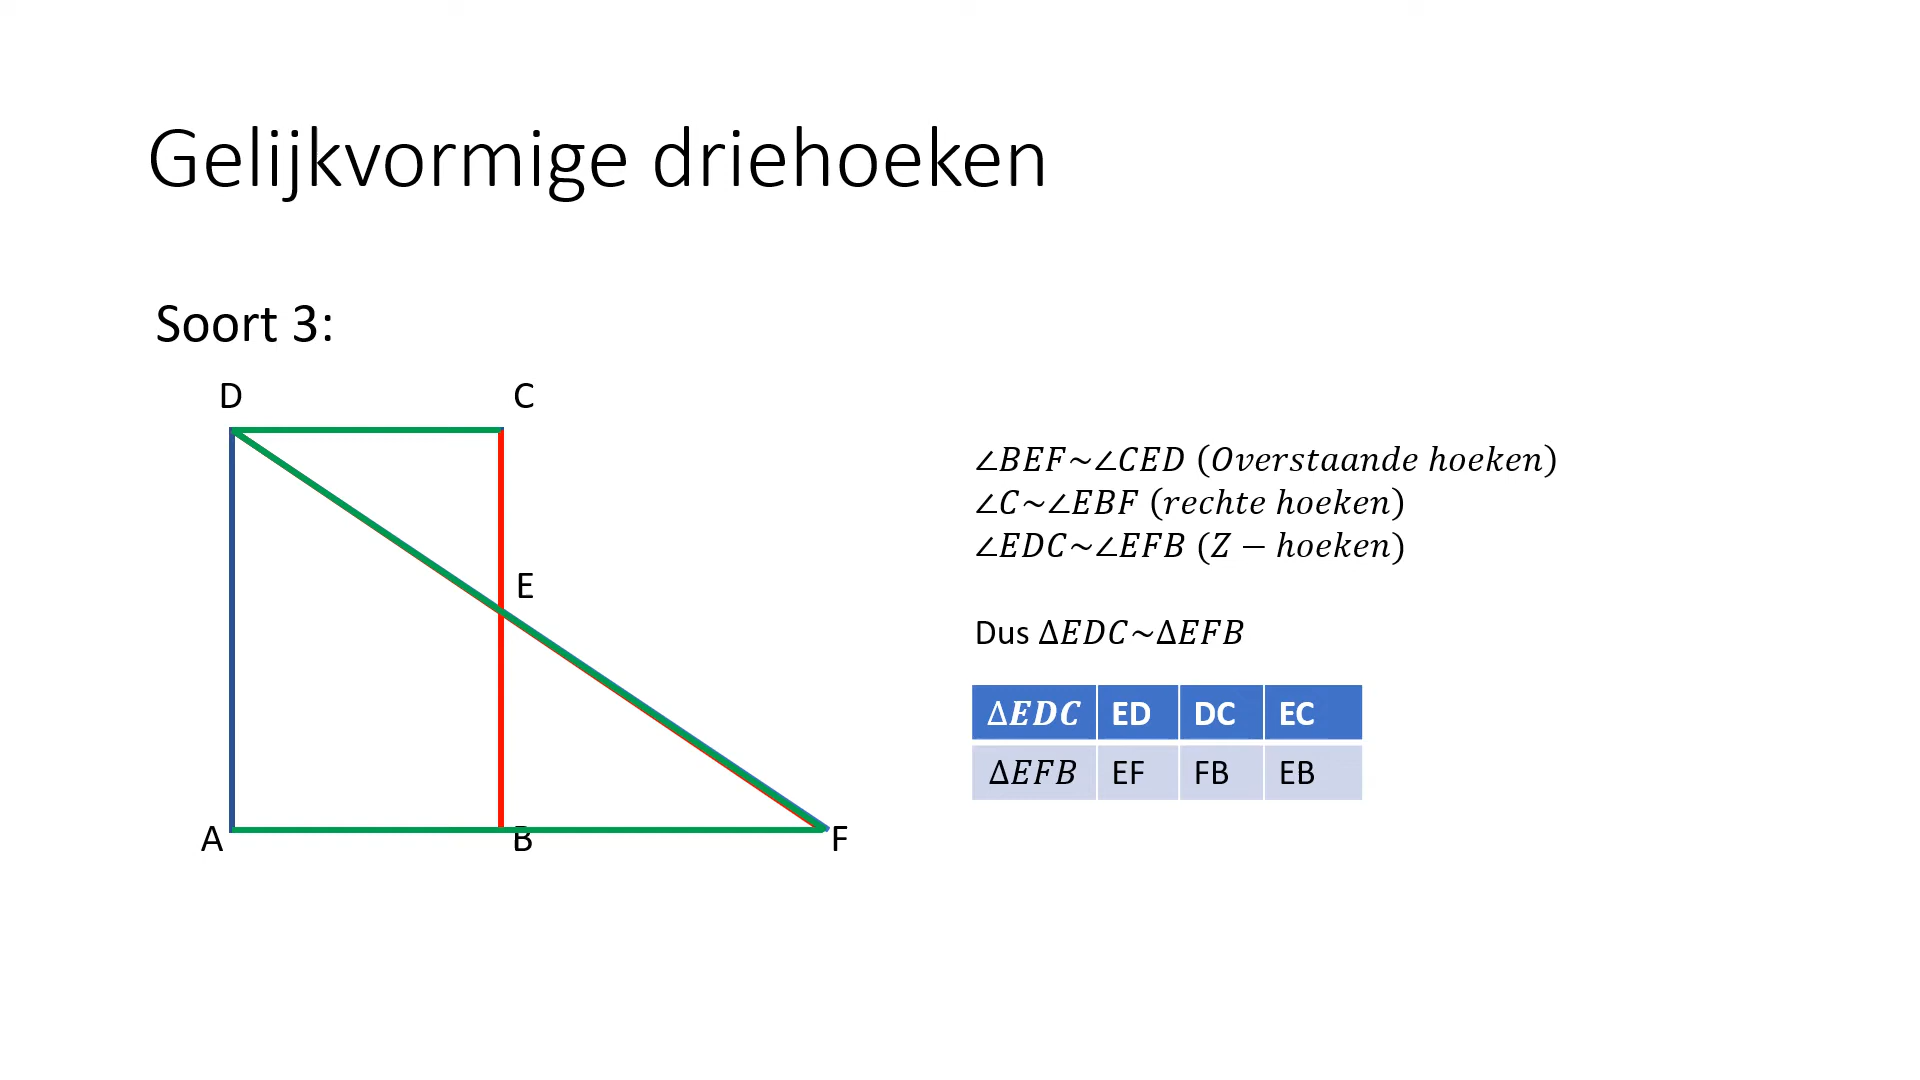 Gelijkvormige driehoeken
Soort 3:
D
C
E
A
B
F
∠BEF~∠CED (Overstaande hoeken)
∠C~∠EBF (rechte hoeken)
∠EDC~∠EFB (Z − hoeken)
Dus ΔEDC~ΔEFB
ΔEDC ED DC EC
ΔEFB EF FB EB